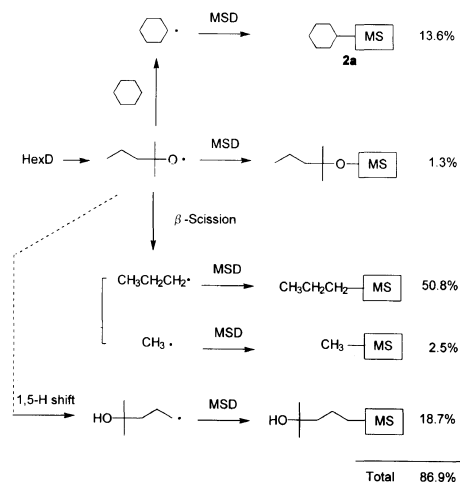 • MSD MS 13.6%
2a
HexD O• MSD O MS 1.3%
β-Scission
CH₃CH₂CH₂• MSD CH₃CH₂CH₂ MS 50.8%
CH₃• MSD CH₃ MS 2.5%
1,5-H shift HO • MSD HO MS 18.7%
Total 86.9%